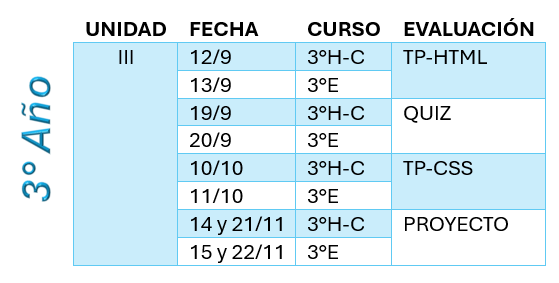 3° Año
UNIDAD FECHA CURSO EVALUACIÓN
III 12/9 3°H-C TP-HTML
13/9 3°E
19/9 3°H-C QUIZ
20/9 3°E
10/10 3°H-C TP-CSS
11/10 3°E
14 y 21/11 3°H-C PROYECTO
15 y 22/11 3°E